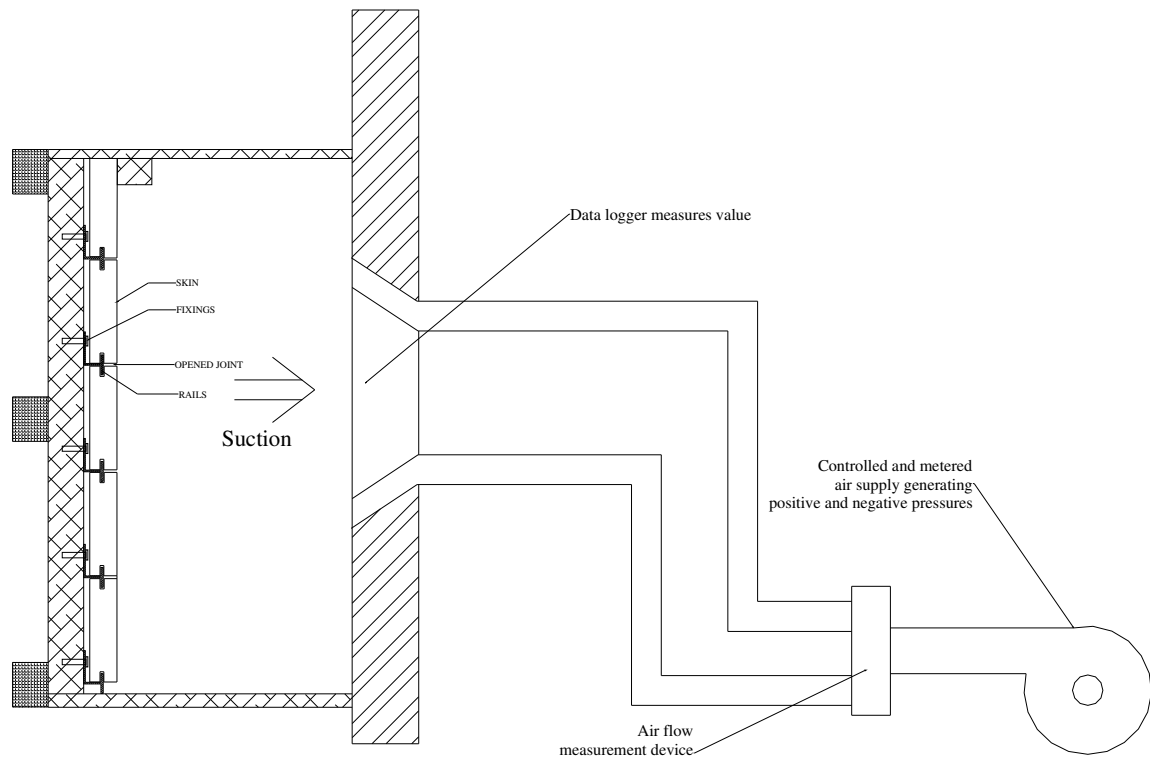 Data logger measures value
SKIN
FIXINGS
OPENED JOINT
RAILS
Suction
Controlled and metered
air supply generating
positive and negative pressures
Air flow
measurement device